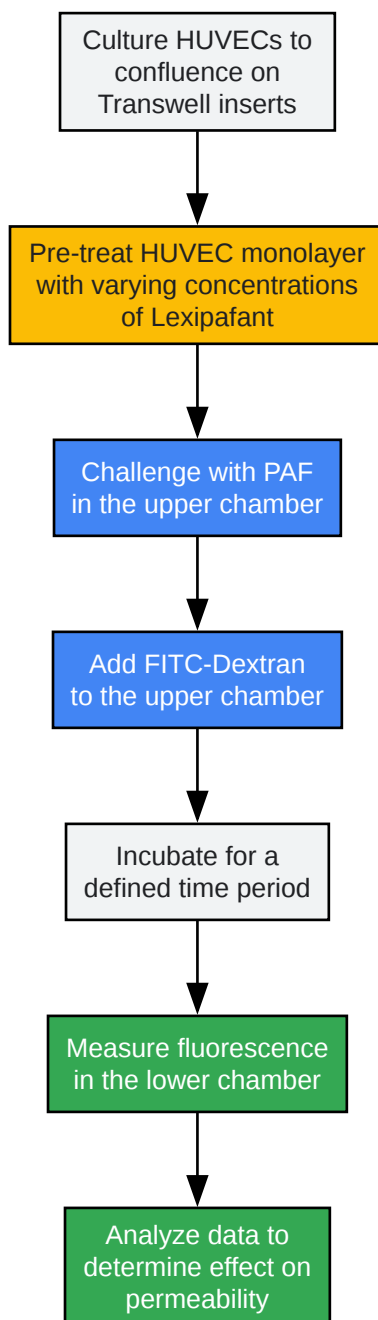 Culture HUVECs to
confluence on
Transwell inserts
Pre-treat HUVEC monolayer
with varying concentrations
of Lexipafant
Challenge with PAF
in the upper chamber
Add FITC-Dextran
to the upper chamber
Incubate for a
defined time period
Measure fluorescence
in the lower chamber
Analyze data to
determine effect on
permeability